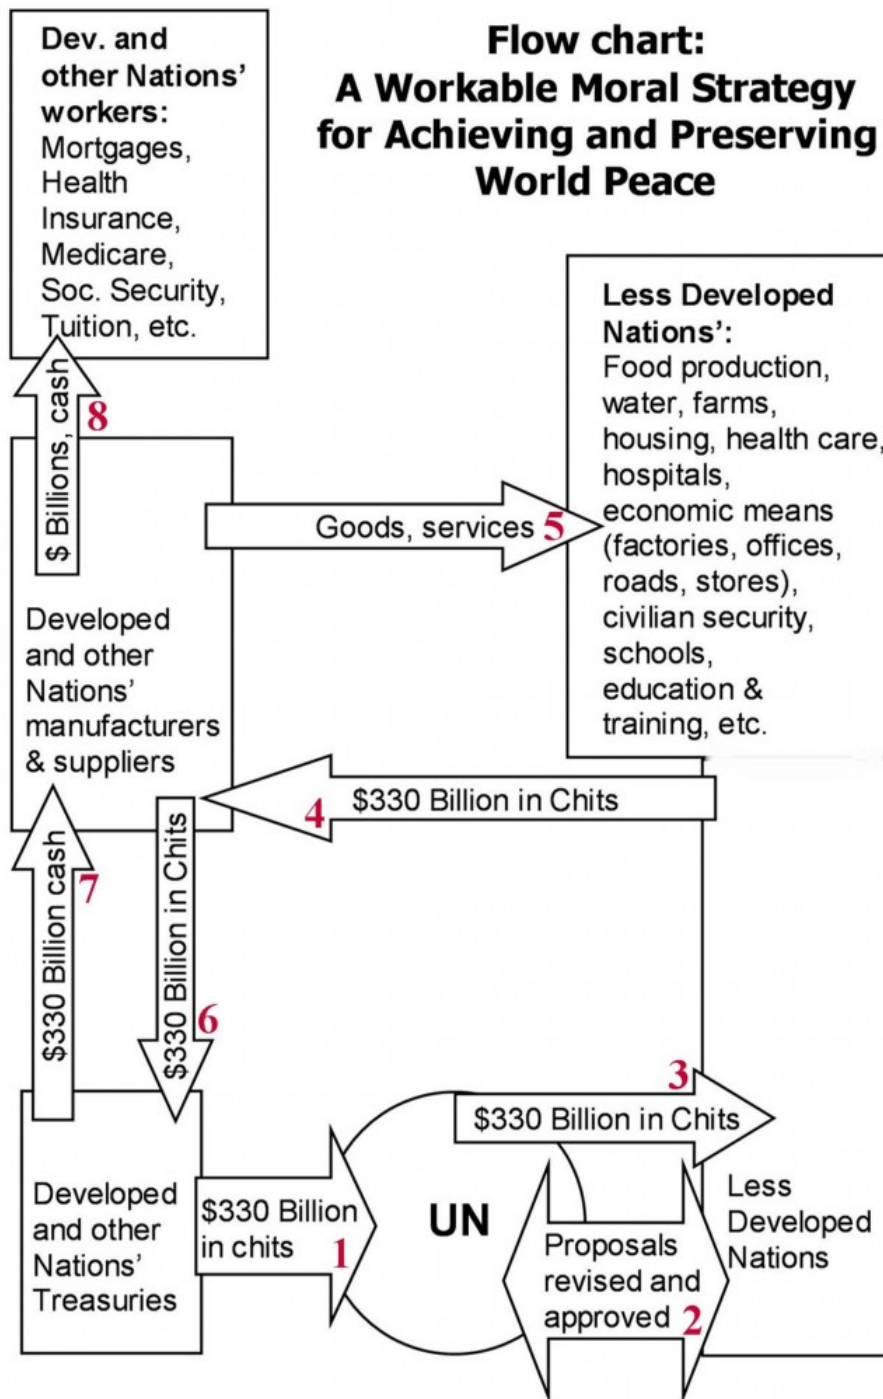 Flow chart:
A Workable Moral Strategy
for Achieving and Preserving
World Peace
Dev. and
other Nations'
workers:
Mortgages,
Health
Insurance,
Medicare,
Soc. Security,
Tuition, etc.
$ Billions, cash
8
Less Developed
Nations':
Food production,
water, farms,
housing, health care,
hospitals,
economic means
(factories, offices,
roads, stores),
civilian security,
schools,
education &
training, etc.
Goods, services 5
Developed
and other
Nations'
manufacturers
& suppliers
4 $330 Billion in Chits
$330 Billion cash
7
$330 Billion in Chits
6
3
$330 Billion in Chits
Developed
and other
Nations'
Treasuries
$330 Billion
in chits 1
UN
Proposals
revised and
approved 2
Less
Developed
Nations